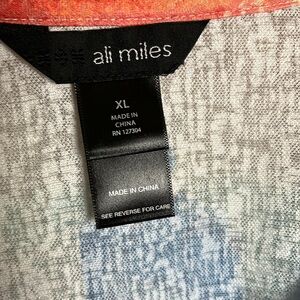 ali miles
XL
MADE IN
CHINA
RN 127304
MADE IN CHINA
SEE REVERSE FOR CARE